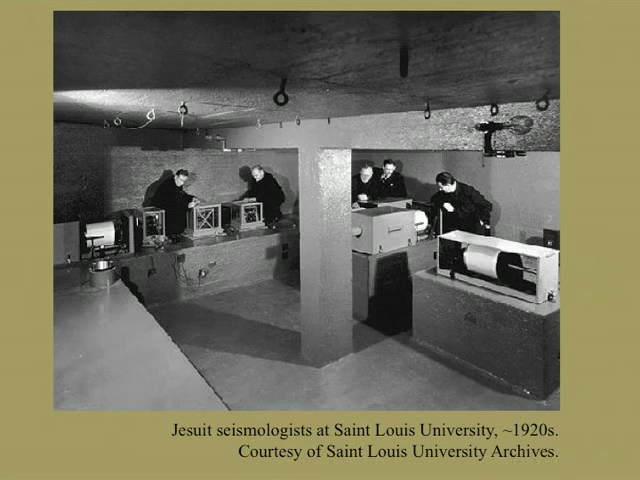 Jesuit seismologists at Saint Louis University, ~1920s.
Courtesy of Saint Louis University Archives.